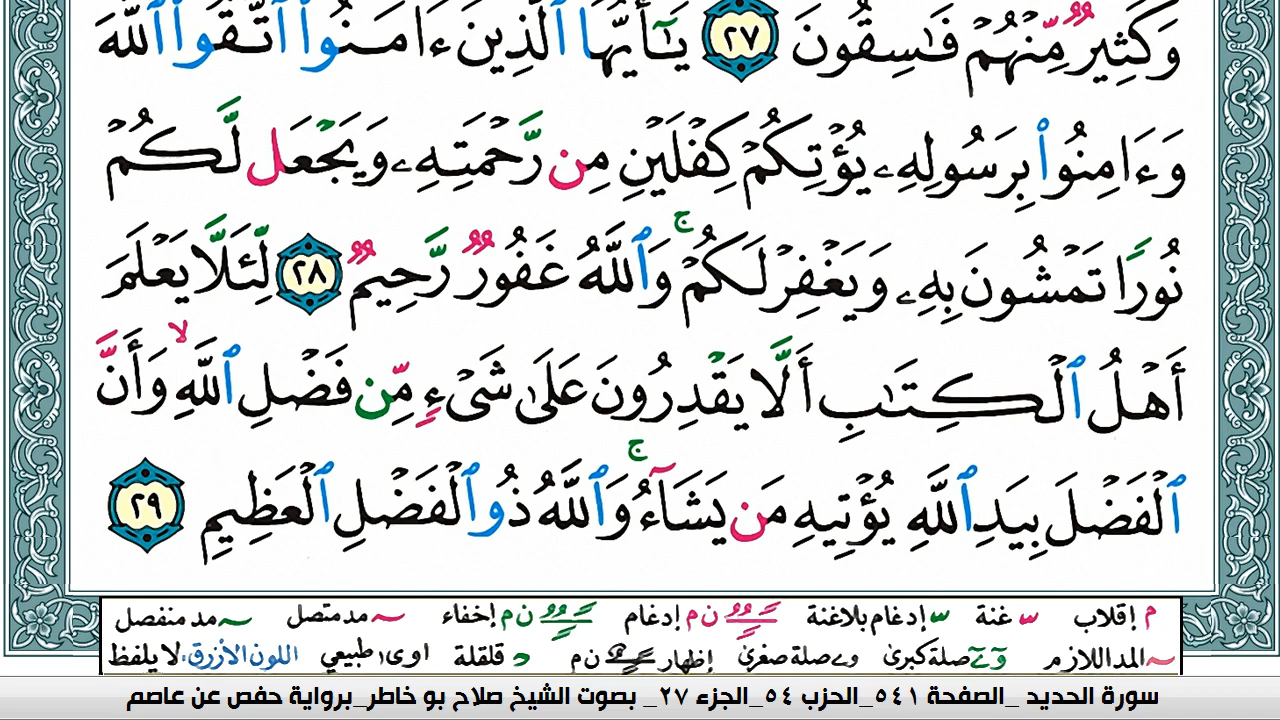 وَكَثِيرٌ مِّنْهُمْ فَٰسِقُونَ ٢٧ يَٰٓأَيُّهَا ٱلَّذِينَ ءَامَنُوا۟ ٱتَّقُوا۟ ٱللَّهَ
وَءَامِنُوا۟ بِرَسُولِهِۦ يُؤْتِكُمْ كِفْلَيْنِ مِن رَّحْمَتِهِۦ وَيَجْعَل لَّكُمْ
نُورًا تَمْشُونَ بِهِۦ وَيَغْفِرْ لَكُمْ ۚ وَٱللَّهُ غَفُورٌ رَّحِيمٌ ٢٨ لِّئَلَّا يَعْلَمَ
أَهْلُ ٱلْكِتَٰبِ أَلَّا يَقْدِرُونَ عَلَىٰ شَىْءٍ مِّن فَضْلِ ٱللَّهِ ۙ وَأَنَّ
ٱلْفَضْلَ بِيَدِ ٱللَّهِ يُؤْتِيهِ مَن يَشَآءُ ۚ وَٱللَّهُ ذُو ٱلْفَضْلِ ٱلْعَظِيمِ ٢٩
م إقلاب غنة إدغام بلاغنة ن م إدغام ن م إخفاء مد متصل مد منفصل
المد اللازم صلة كبرى وے صلة صغرى إظهار ن م د قلقلة اوى طبيعي اللون الأزرق: لا يلفظ
سورة الحديد _الصفحة ٥٤١_الحزب ٥٤_الجزء ٢٧_ بصوت الشيخ صلاح بو خاطر_برواية حفص عن عاصم